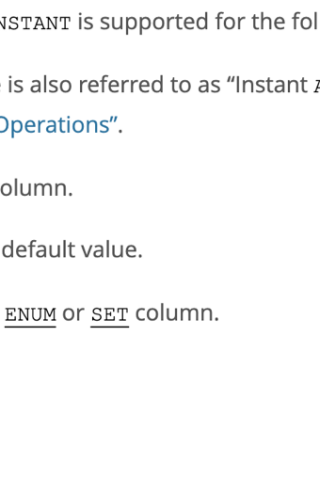 NSTANT is supported for the fol
is also referred to as “Instant A
Operations”.
olumn.
default value.
ENUM or SET column.